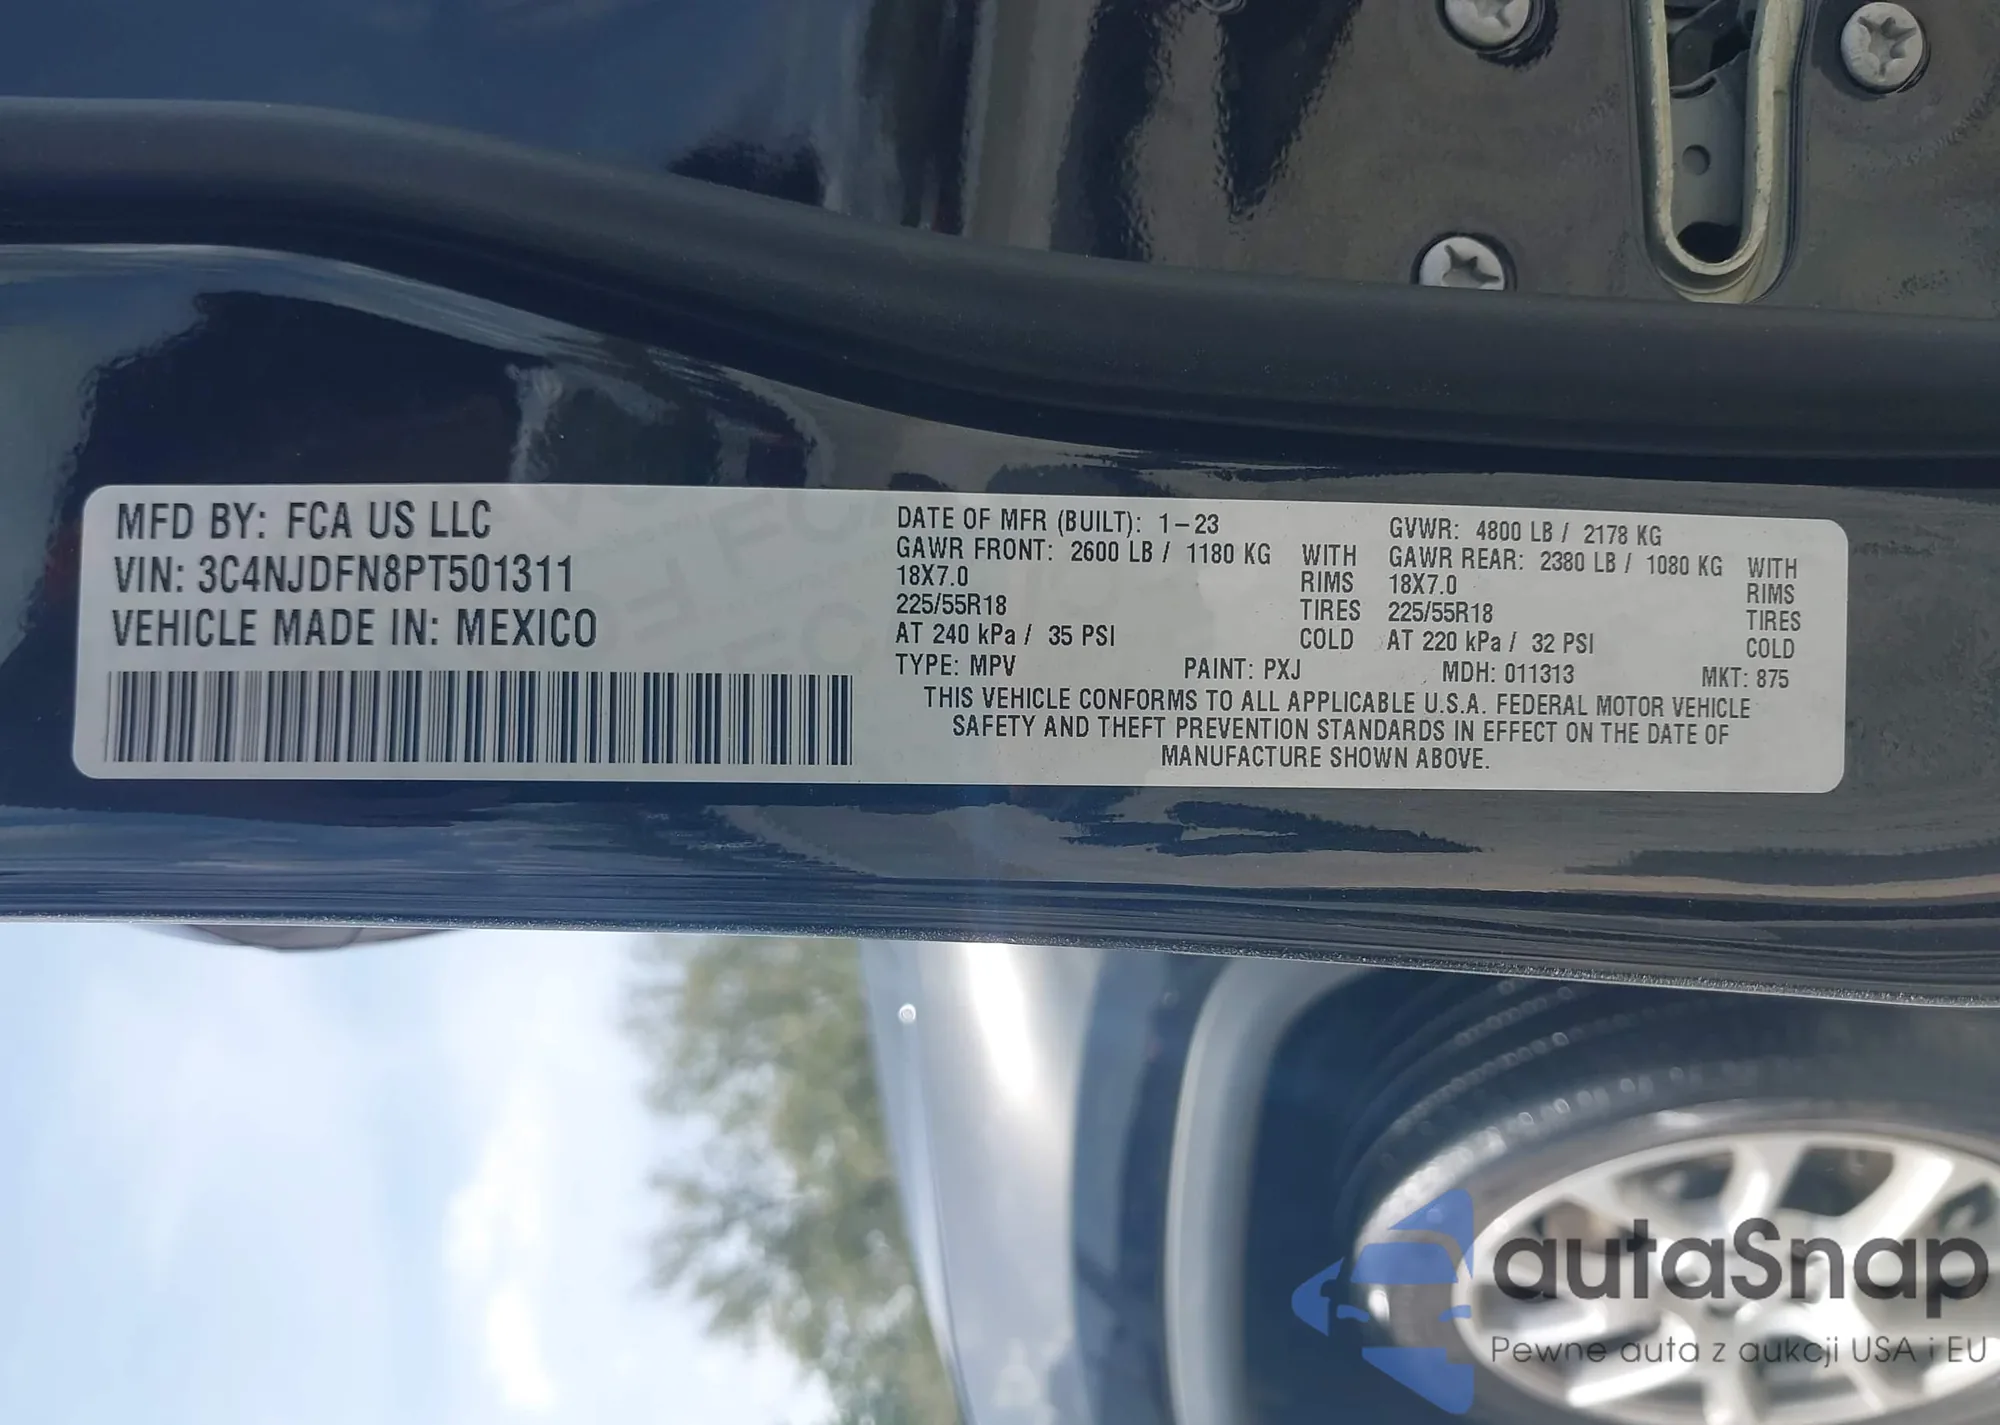 MFD BY: FCA US LLC
VIN: 3C4NJDFN8PT501311
VEHICLE MADE IN: MEXICO
DATE OF MFR (BUILT): 1-23 GVWR: 4800 LB / 2178 KG
GAWR FRONT: 2600 LB / 1180 KG WITH GAWR REAR: 2380 LB / 1080 KG WITH
18X7.0 RIMS 18X7.0 RIMS
225/55R18 TIRES 225/55R18 TIRES
AT 240 kPa / 35 PSI COLD AT 220 kPa / 32 PSI COLD
TYPE: MPV PAINT: PXJ MDH: 011313 MKT: 875
THIS VEHICLE CONFORMS TO ALL APPLICABLE U.S.A. FEDERAL MOTOR VEHICLE
SAFETY AND THEFT PREVENTION STANDARDS IN EFFECT ON THE DATE OF
MANUFACTURE SHOWN ABOVE.
autaSnap
Pewne auta z aukcji USA i EU